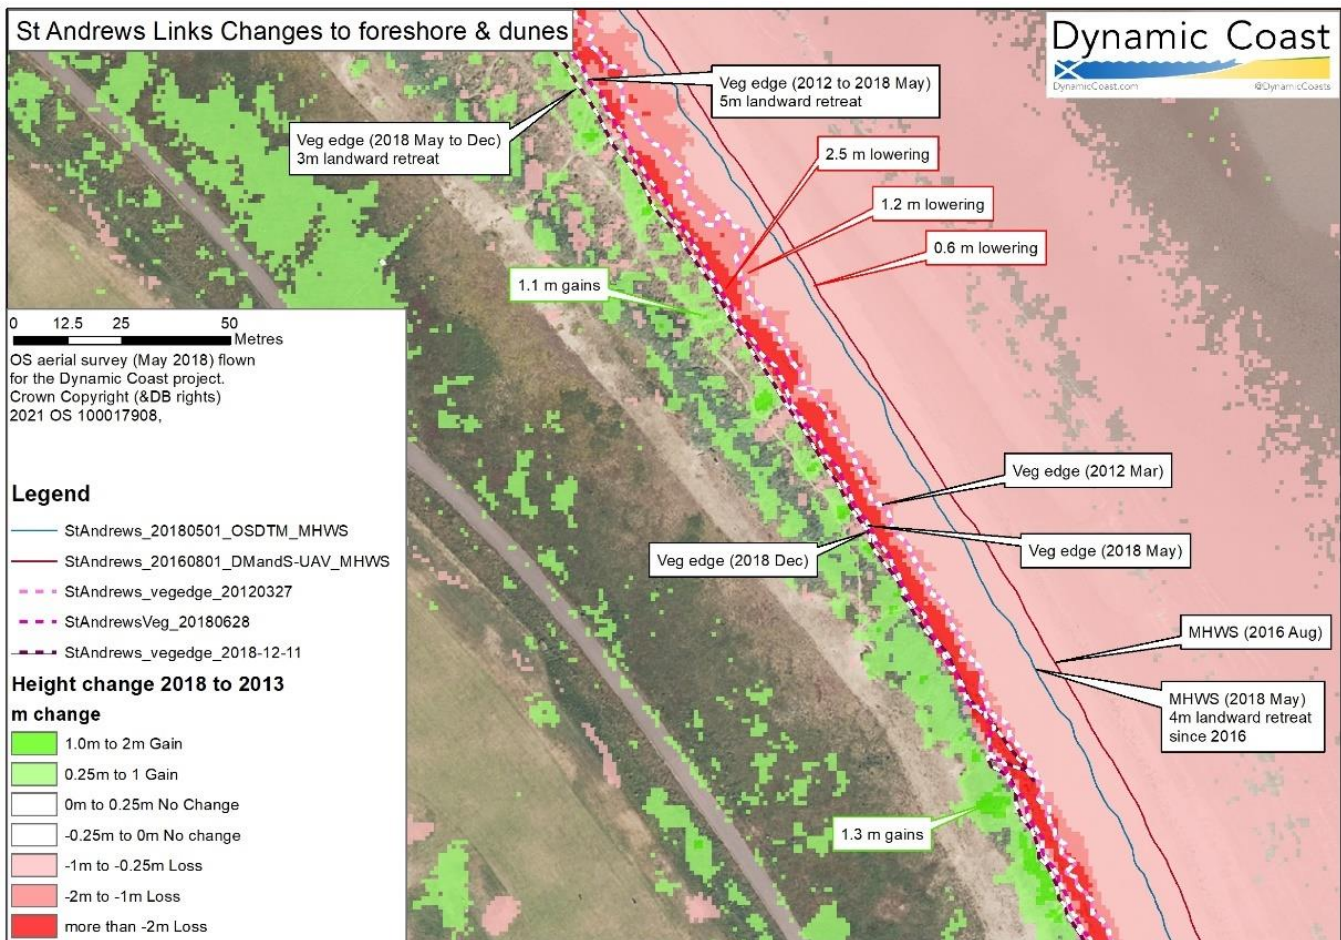 St Andrews Links Changes to foreshore & dunes
Dynamic Coast
DynamicCoast.com
@DynamicCoasts
Veg edge (2012 to 2018 May)
5m landward retreat
Veg edge (2018 May to Dec)
3m landward retreat
2.5 m lowering
1.2 m lowering
0.6 m lowering
1.1 m gains
0 12.5 25 50
Metres
OS aerial survey (May 2018) flown
for the Dynamic Coast project.
Crown Copyright (&DB rights)
2021 OS 100017908,
Veg edge (2012 Mar)
Veg edge (2018 May)
Veg edge (2018 Dec)
MHWS (2016 Aug)
MHWS (2018 May)
4m landward retreat
since 2016
1.3 m gains
Legend
StAndrews_20180501_OSDTM_MHWS
StAndrews_20160801_DMandS-UAV_MHWS
StAndrews_vegedge_20120327
StAndrewsVeg_20180628
StAndrews_vegedge_2018-12-11
Height change 2018 to 2013
m change
1.0m to 2m Gain
0.25m to 1 Gain
0m to 0.25m No Change
-0.25m to 0m No change
-1m to -0.25m Loss
-2m to -1m Loss
more than -2m Loss